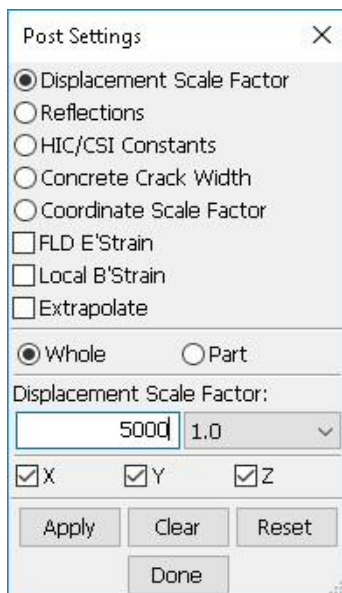 Post Settings
Displacement Scale Factor
Reflections
HIC/CSI Constants
Concrete Crack Width
Coordinate Scale Factor
FLD E'Strain
Local B'Strain
Extrapolate
Whole Part
Displacement Scale Factor:
5000 1.0
X Y Z
Apply Clear Reset
Done